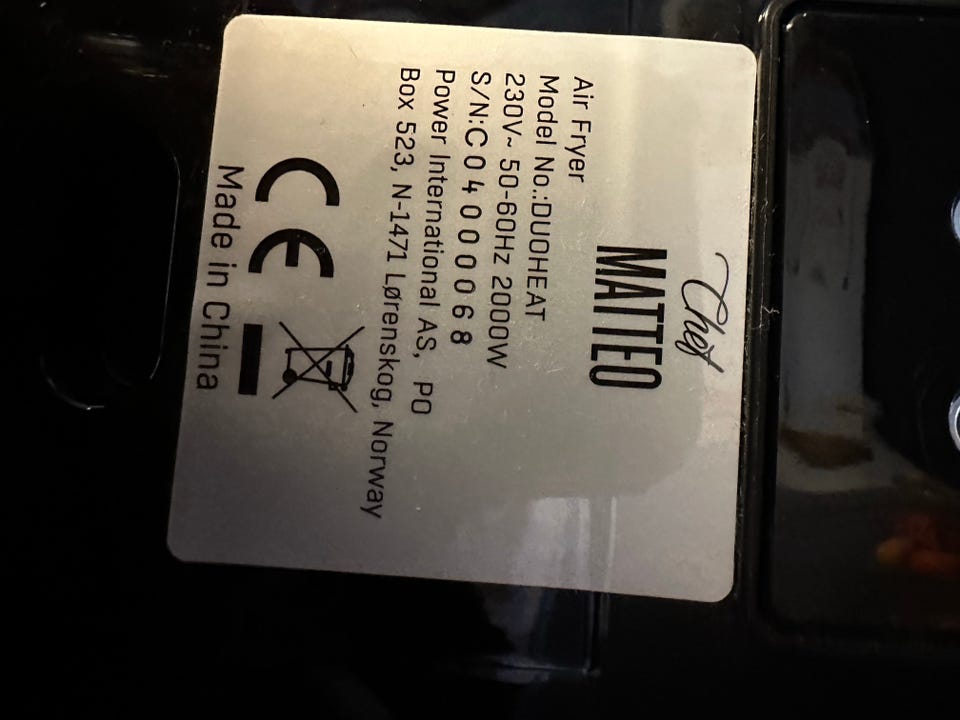 Chef
MATTEO
Air Fryer
Model No.:DUOHEAT
230V~ 50-60Hz 2000W
S/N:C04000068
Power International AS, PO
Box 523, N-1471 Lørenskog, Norway
CE
Made in China